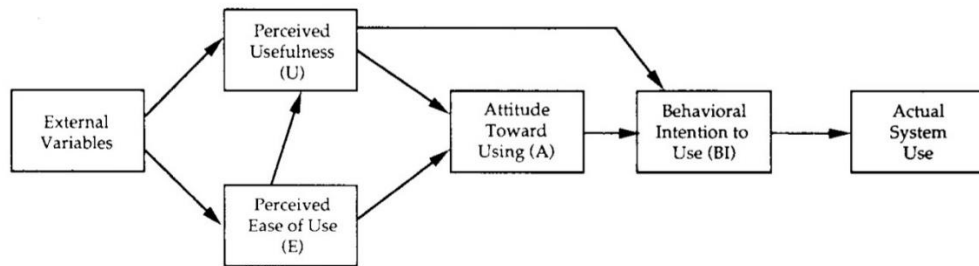 External
Variables
Perceived
Usefulness
(U)
Perceived
Ease of Use
(E)
Attitude
Toward
Using (A)
Behavioral
Intention to
Use (BI)
Actual
System
Use